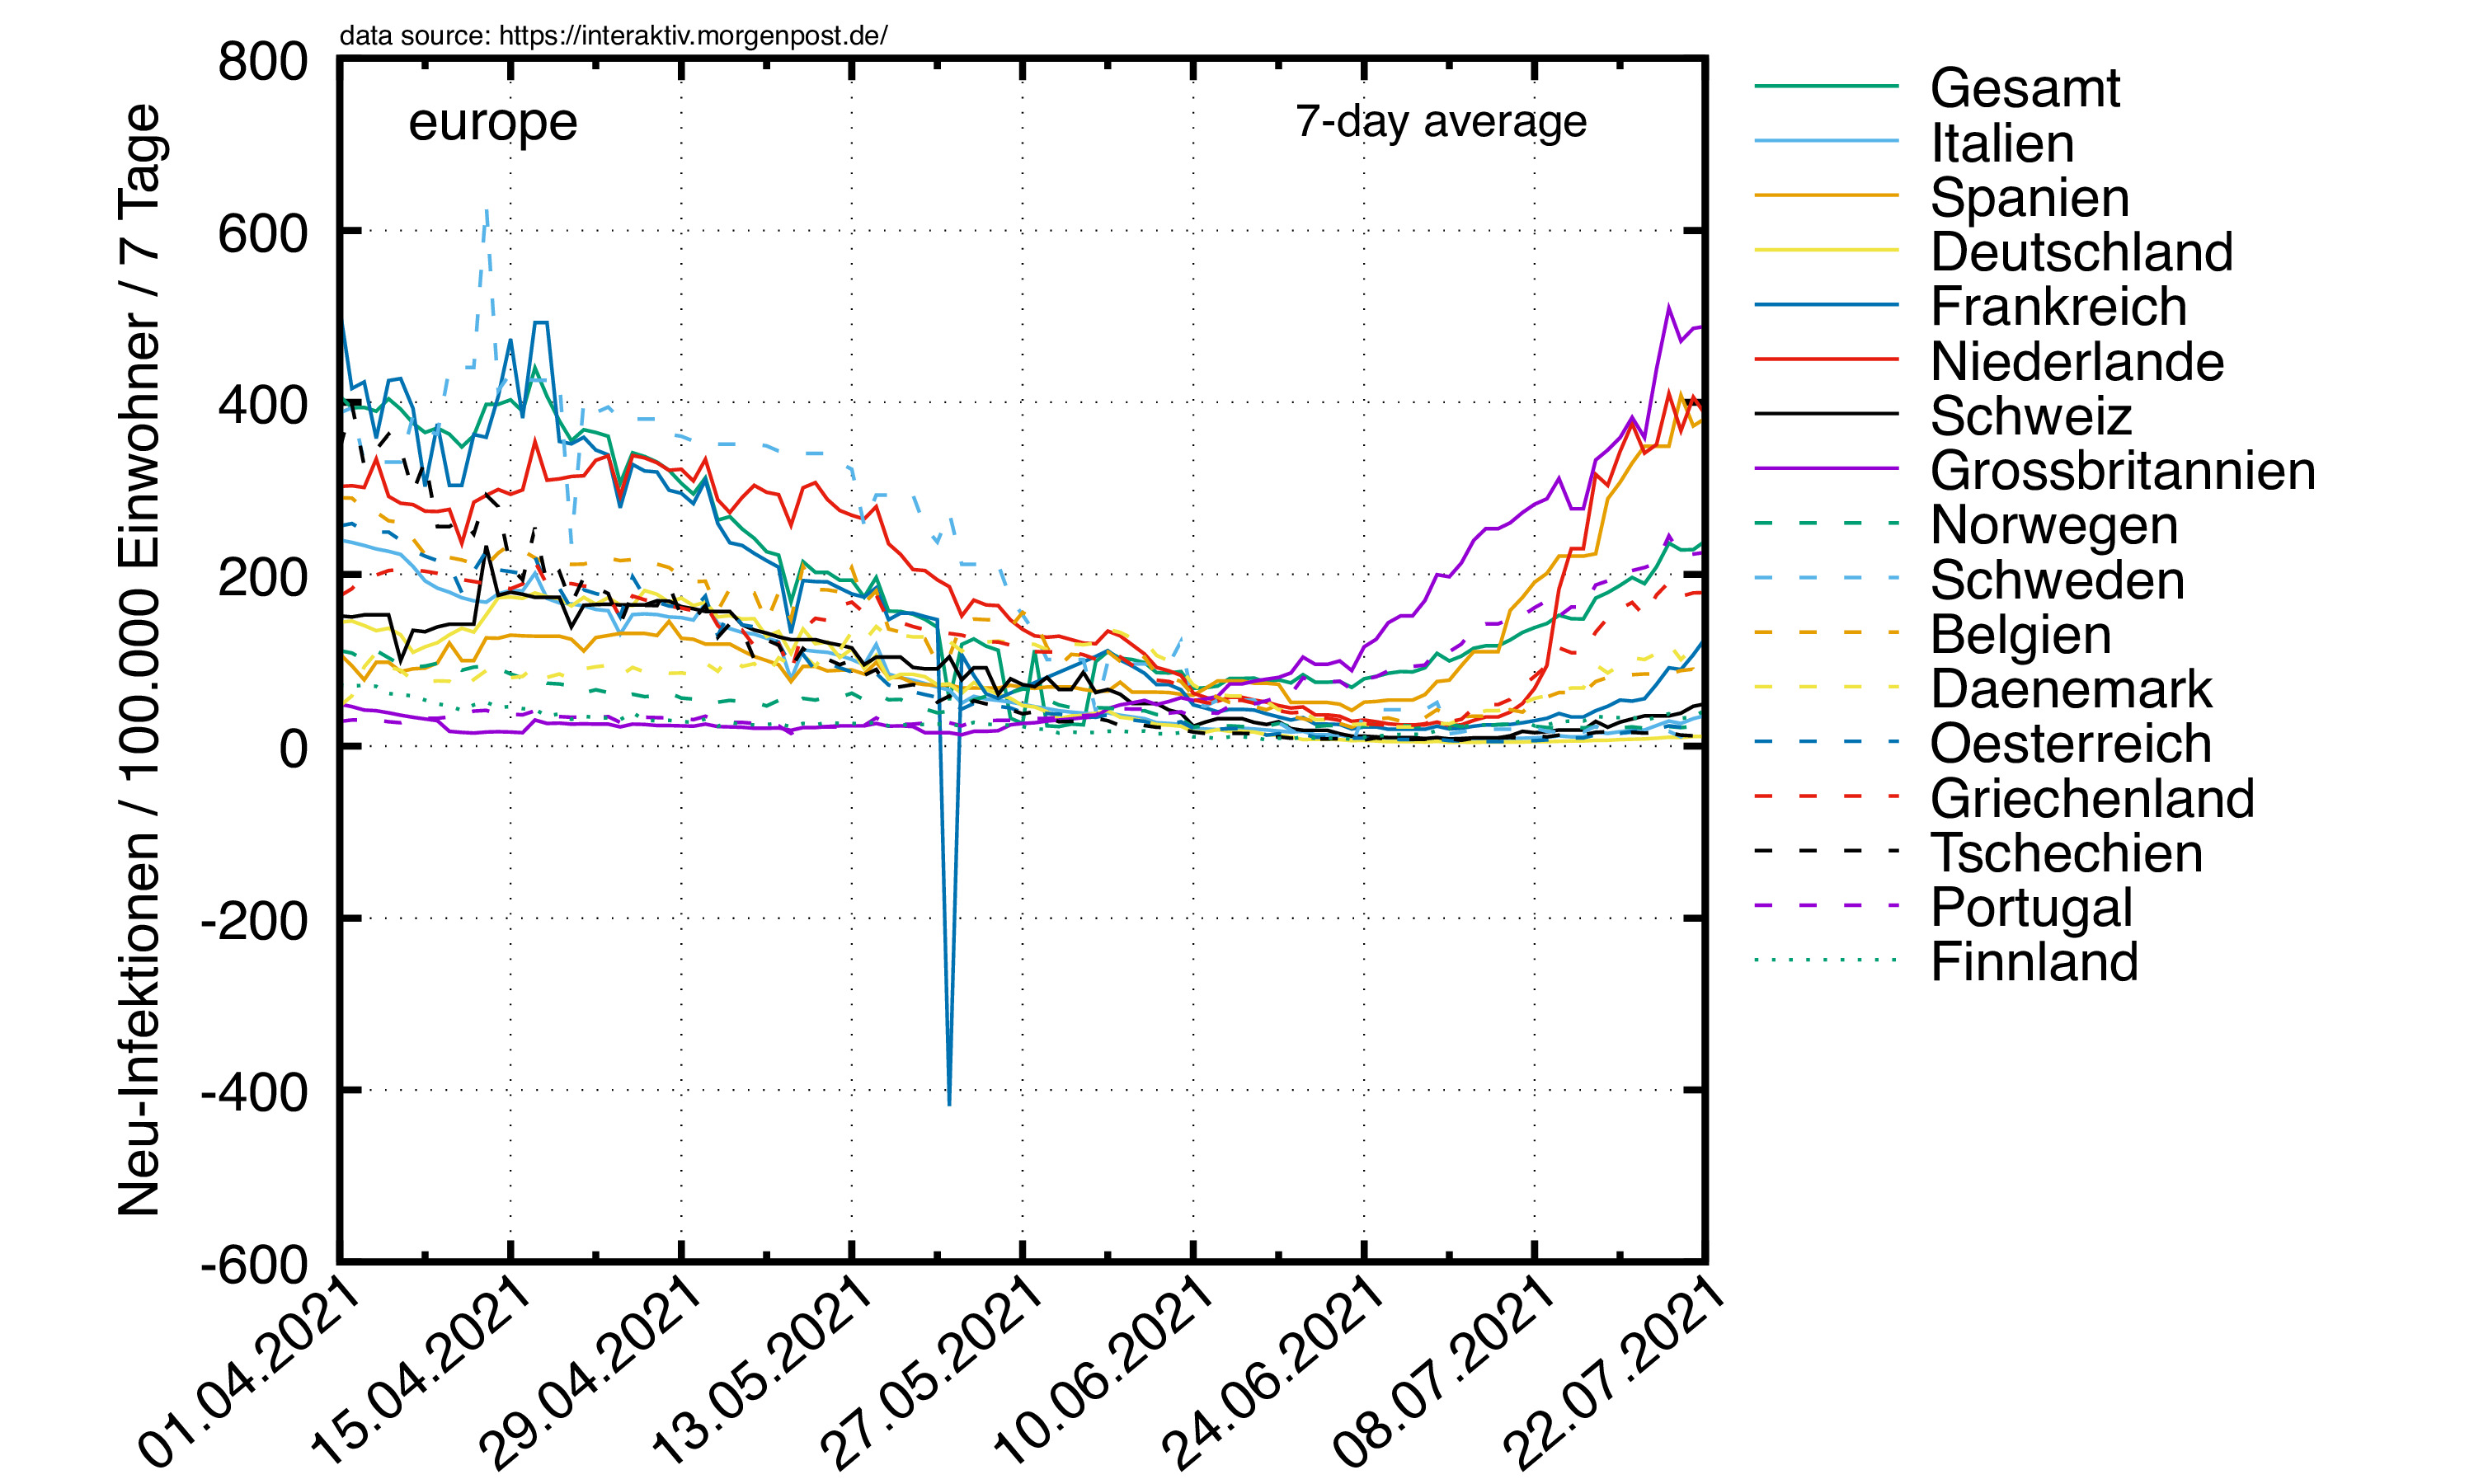 data source: https://interaktiv.morgenpost.de/
europe
7-day average
Neu-Infektionen / 100.000 Einwohner / 7 Tage
800
600
400
200
0
-200
-400
-600
01.04.2021
15.04.2021
29.04.2021
13.05.2021
27.05.2021
10.06.2021
24.06.2021
08.07.2021
22.07.2021
Gesamt
Italien
Spanien
Deutschland
Frankreich
Niederlande
Schweiz
Grossbritannien
Norwegen
Schweden
Belgien
Daenemark
Oesterreich
Griechenland
Tschechien
Portugal
Finnland